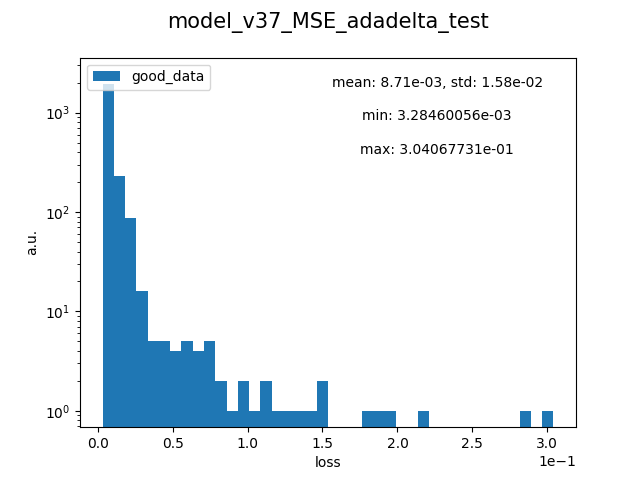 model_v37_MSE_adadelta_test
good_data
mean: 8.71e-03, std: 1.58e-02
min: 3.28460056e-03
max: 3.04067731e-01
a.u.
10³
10²
10¹
10⁰
0.0 0.5 1.0 1.5 2.0 2.5 3.0
loss
1e−1